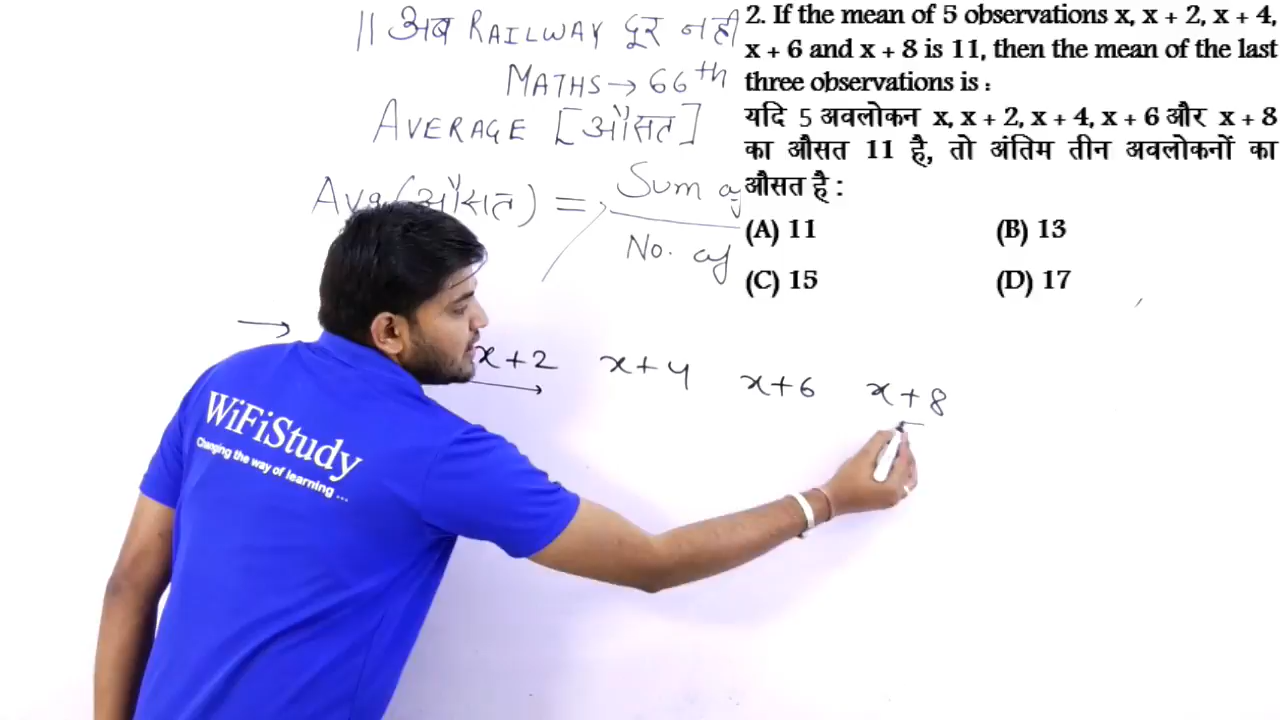 || अब RAILWAY दूर नही
MATHS → 66th
AVERAGE [औसत]
Avg (औसत) = Sum of
No. of
2. If the mean of 5 observations x, x + 2, x + 4,
x + 6 and x + 8 is 11, then the mean of the last
three observations is :
यदि 5 अवलोकन x, x + 2, x + 4, x + 6 और x + 8
का औसत 11 है, तो अंतिम तीन अवलोकनों का
औसत है :
(A) 11 (B) 13
(C) 15 (D) 17
→ x+2 x+4 x+6 x+8
WiFiStudy
Changing the way of learning ...